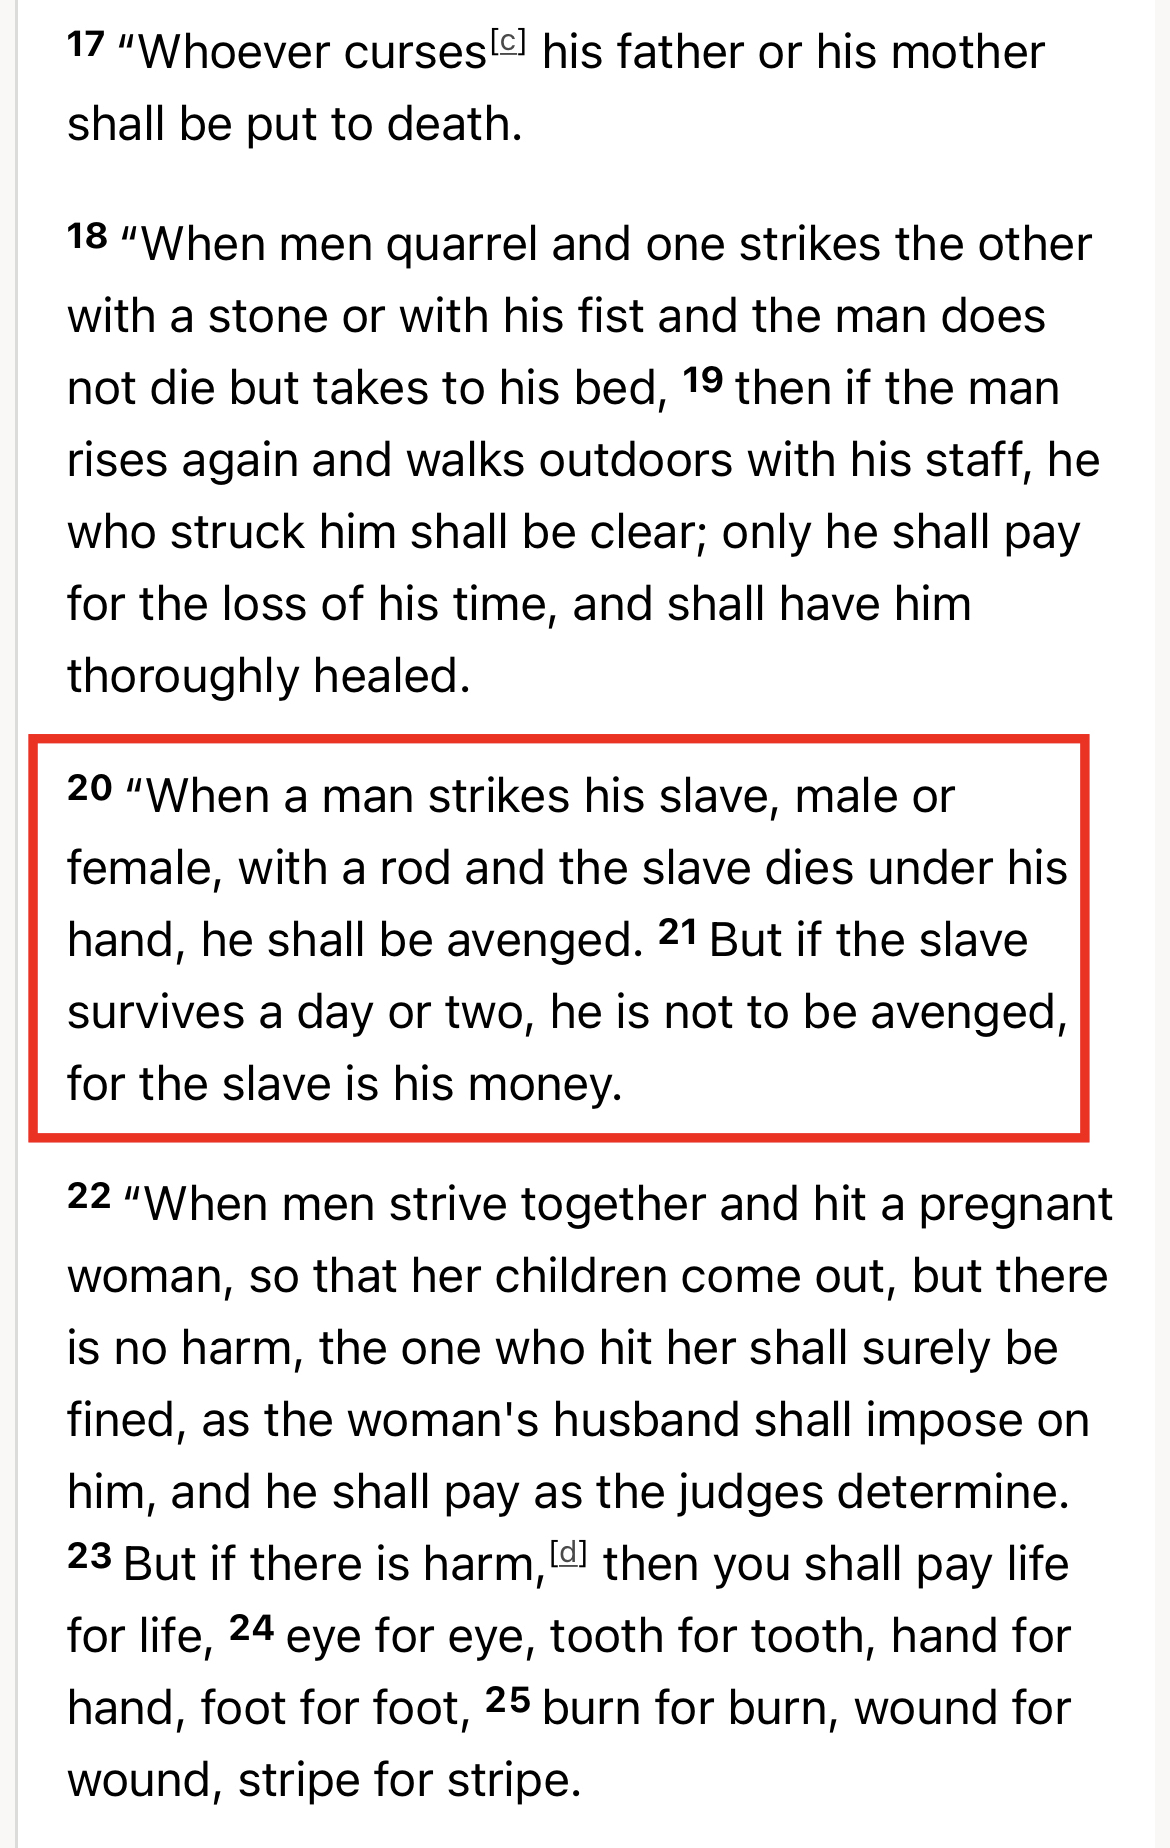 17 “Whoever curses[c] his father or his mother
shall be put to death.
18 “When men quarrel and one strikes the other
with a stone or with his fist and the man does
not die but takes to his bed, 19 then if the man
rises again and walks outdoors with his staff, he
who struck him shall be clear; only he shall pay
for the loss of his time, and shall have him
thoroughly healed.
20 “When a man strikes his slave, male or
female, with a rod and the slave dies under his
hand, he shall be avenged. 21 But if the slave
survives a day or two, he is not to be avenged,
for the slave is his money.
22 “When men strive together and hit a pregnant
woman, so that her children come out, but there
is no harm, the one who hit her shall surely be
fined, as the woman's husband shall impose on
him, and he shall pay as the judges determine.
23 But if there is harm,[d] then you shall pay life
for life, 24 eye for eye, tooth for tooth, hand for
hand, foot for foot, 25 burn for burn, wound for
wound, stripe for stripe.